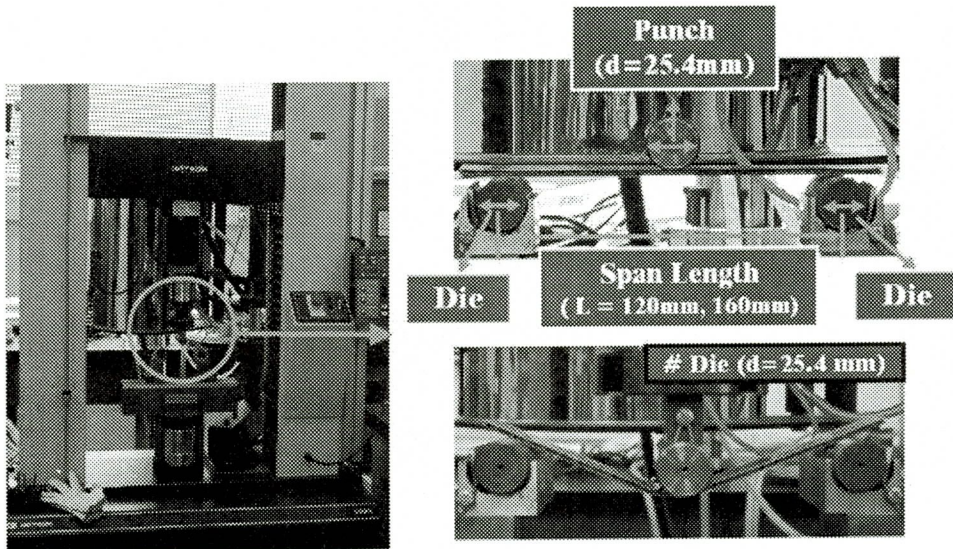 Punch
(d=25.4mm)
Die
Span Length
( L = 120mm, 160mm)
Die
# Die (d=25.4 mm)